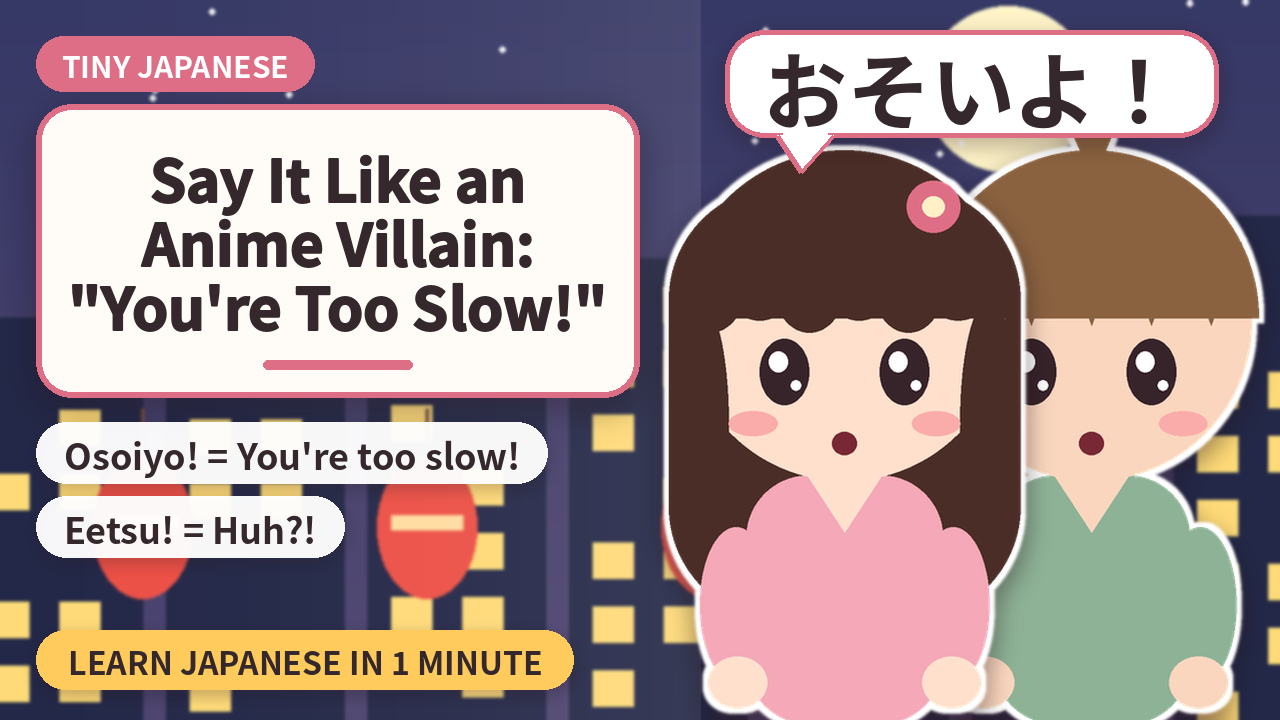 TINY JAPANESE
おそいよ！
Say It Like an
Anime Villain:
"You're Too Slow!"
Osoiyo! = You're too slow!
Eetsu! = Huh?!
LEARN JAPANESE IN 1 MINUTE